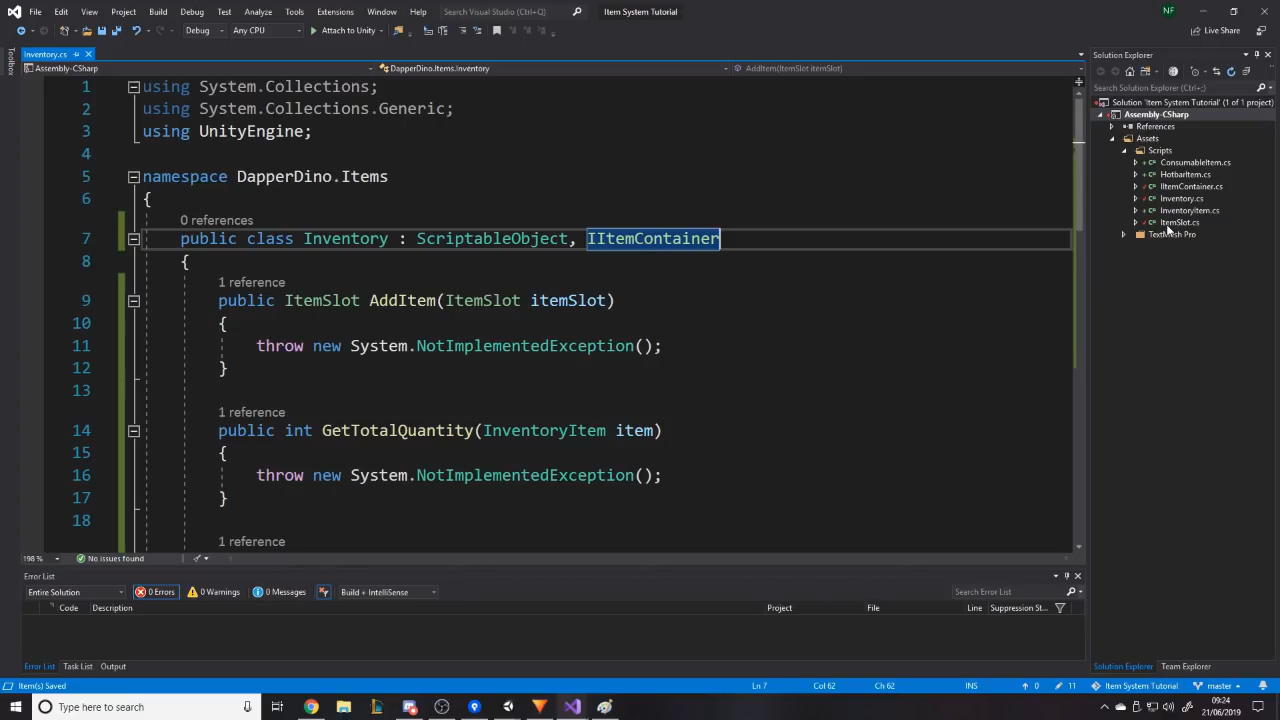 File Edit View Project Build Debug Team Test Analyze Tools Extensions Window Help Search Visual Studio Item System Tutorial NF
Debug Any CPU Attach to Unity Live Share
Toolbox
Inventory.cs
Assembly-CSharp DapperDino.Items.Inventory AddItem(ItemSlot itemSlot)
1 using System.Collections;
2 using System.Collections.Generic;
3 using UnityEngine;
4
5 namespace DapperDino.Items
6 {
0 references
7 public class Inventory : ScriptableObject, IItemContainer
8 {
1 reference
9 public ItemSlot AddItem(ItemSlot itemSlot)
10 {
11 throw new System.NotImplementedException();
12 }
13
1 reference
14 public int GetTotalQuantity(InventoryItem item)
15 {
16 throw new System.NotImplementedException();
17 }
18
1 reference
198 % No issues found
Solution Explorer
Search Solution Explorer (Ctrl+;)
Solution 'Item System Tutorial' (1 of 1 project)
Assembly-CSharp
References
Assets
Scripts
ConsumableItem.cs
HotbarItem.cs
IItemContainer.cs
Inventory.cs
InventoryItem.cs
ItemSlot.cs
TextMesh Pro
Error List
Entire Solution 0 Errors 0 Warnings 0 Messages Build + IntelliSense Search Error List
Code Description Project File Line Suppression St...
Error List Task List Output
Solution Explorer Team Explorer
Item(s) Saved Ln 7 Col 62 Ch 62 INS 0 11 Item System Tutorial master
Type here to search
09:24
21/06/2019